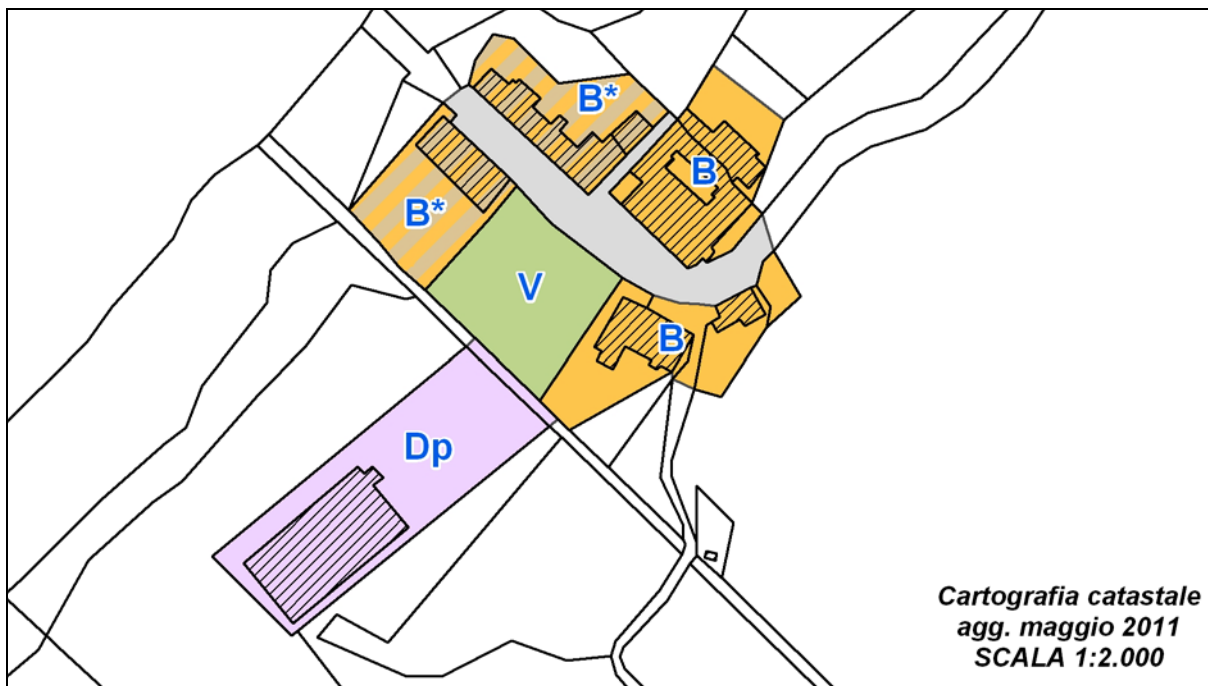 B*
B
B*
V
B
Dp
Cartografia catastale
agg. maggio 2011
SCALA 1:2.000